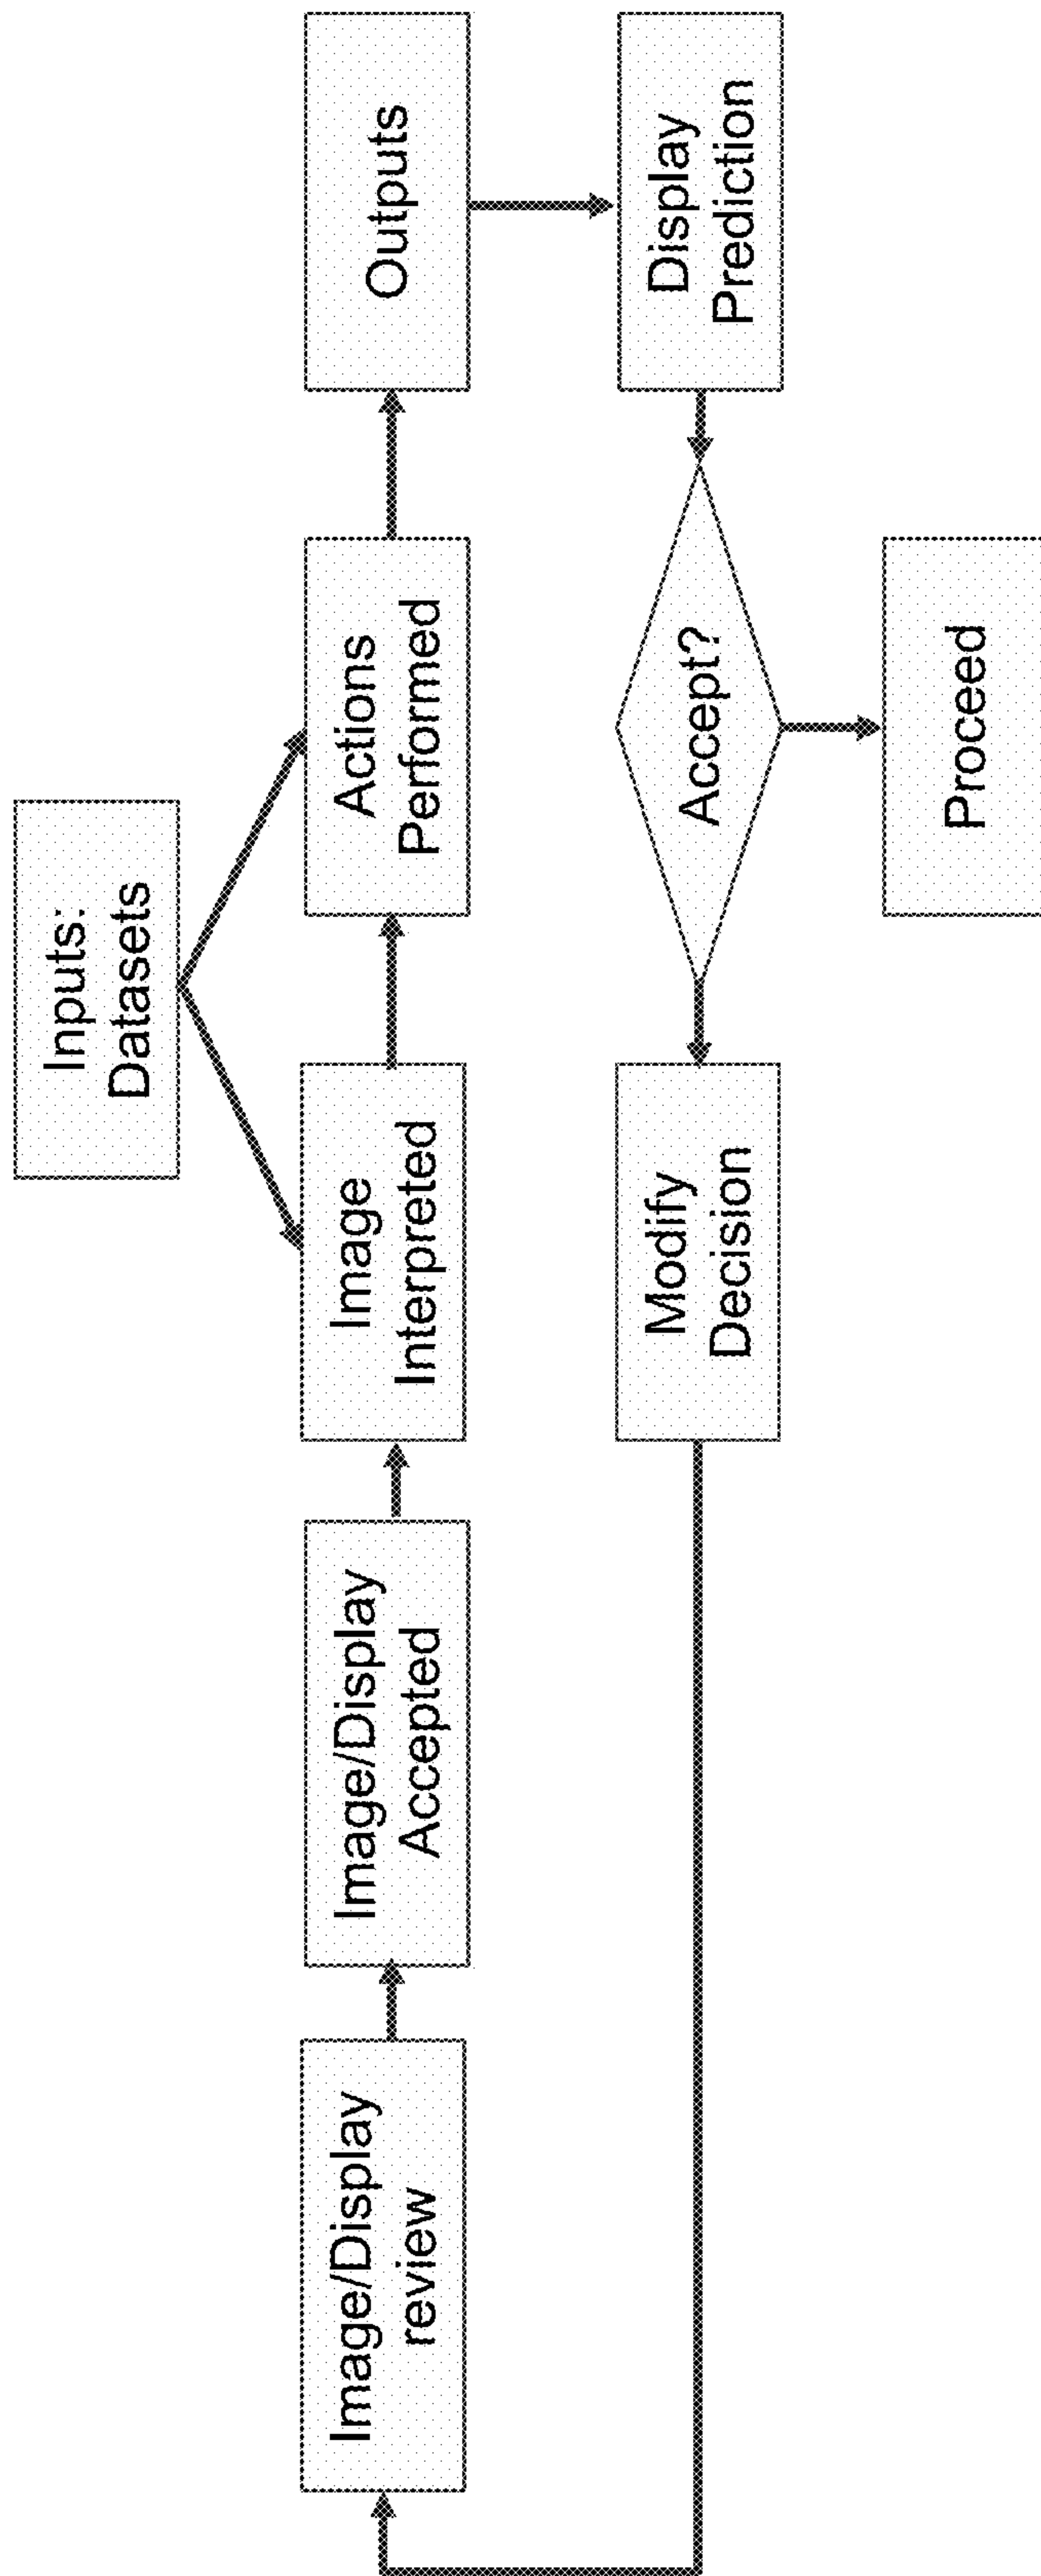 Inputs:
Datasets
Image/Display
review
Image/Display
Accepted
Image
Interpreted
Actions
Performed
Outputs
Modify
Decision
Accept?
Display
Prediction
Proceed